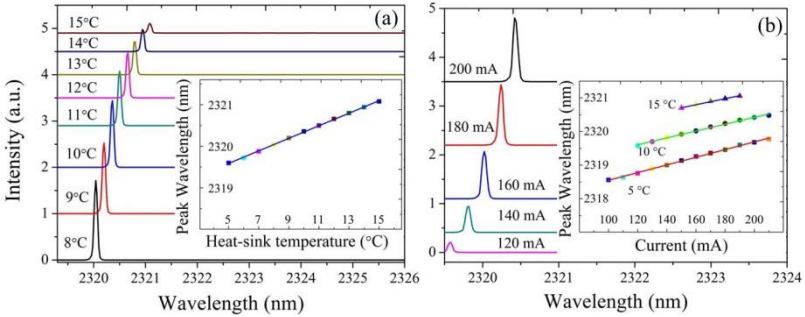 (a)
15°C
14°C
13°C
12°C
11°C
10°C
9°C
8°C
5
4
3
2
1
0
Intensity (a.u.)
2320 2321 2322 2323 2324 2325 2326
Wavelength (nm)
Peak Wavelength (nm)
2321
2320
2319
5 7 9 11 13 15
Heat-sink temperature (°C)
(b)
200 mA
180 mA
160 mA
140 mA
120 mA
5
4
3
2
1
0
2320 2321 2322 2323 2324
Wavelength (nm)
Peak Wavelength (nm)
2321
2320
2319
2318
15 °C
10 °C
5 °C
100 120 140 160 180 200
Current (mA)